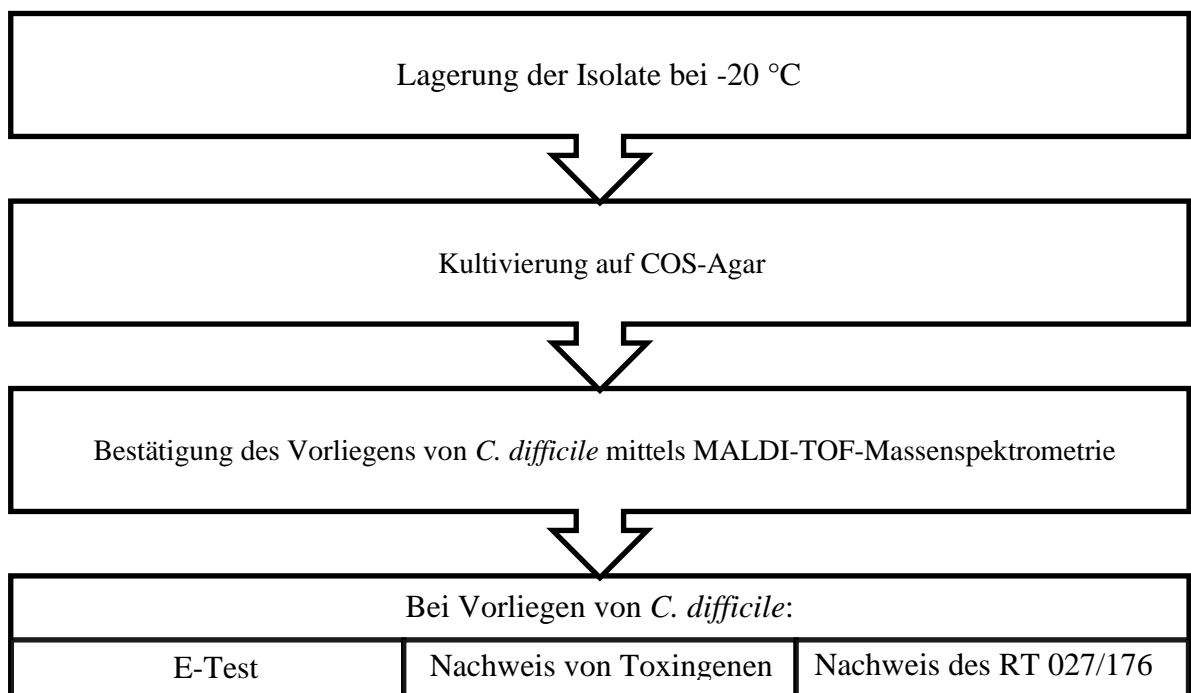 Lagerung der Isolate bei -20 °C
Kultivierung auf COS-Agar
Bestätigung des Vorliegens von C. difficile mittels MALDI-TOF-Massenspektrometrie
Bei Vorliegen von C. difficile:
E-Test
Nachweis von Toxingenen
Nachweis des RT 027/176